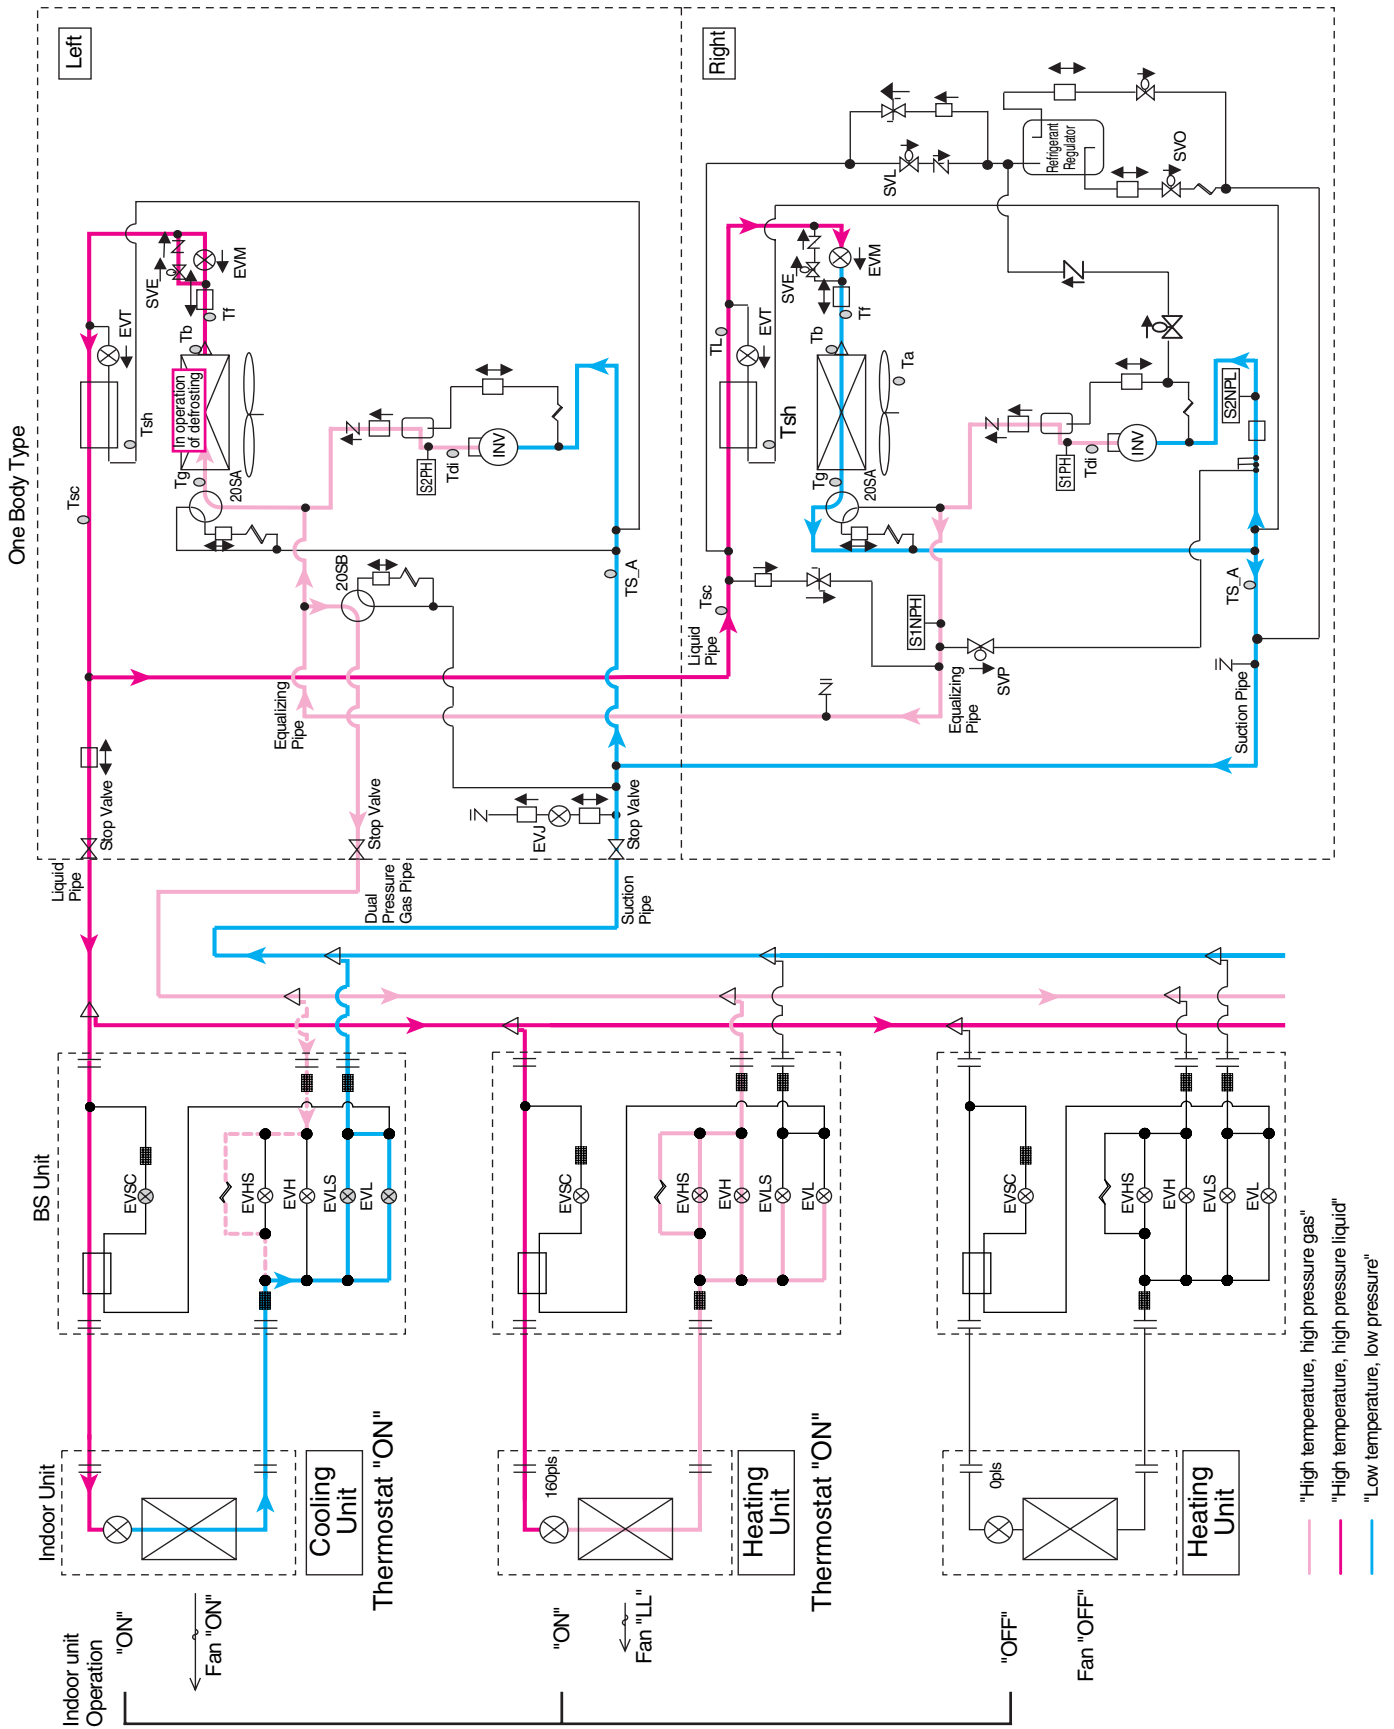 One Body Type
Left
EVT
Tsh
Tsc
SVE
EVM
Tb
Tf
In operation
of defrosting
Tg
20SA
S2PH
Tdi
INV
20SB
TS_A
Equalizing
Pipe
Stop Valve
Stop Valve
EVJ
Stop Valve
Liquid
Pipe
Dual
Pressure
Gas Pipe
Suction
Pipe
Right
SVL
Refrigerant
Regulator
SVO
TL
EVT
Tsh
SVE
EVM
Tb
Tf
Ta
Tg
20SA
S1PH
Tdi
INV
S2NPL
Tsc
Liquid
Pipe
S1NPH
SVP
Equalizing
Pipe
TS_A
Suction Pipe
BS Unit
EVSC
EVHS
EVH
EVLS
EVL
EVSC
EVHS
EVH
EVLS
EVL
EVSC
EVHS
EVH
EVLS
EVL
Indoor Unit
Cooling
Unit
Thermostat "ON"
160pls
Heating
Unit
Thermostat "ON"
0pls
Heating
Unit
Indoor unit
Operation
"ON"
Fan "ON"
"ON"
Fan "LL"
"OFF"
Fan "OFF"
"High temperature, high pressure gas"
"High temperature, high pressure liquid"
"Low temperature, low pressure"